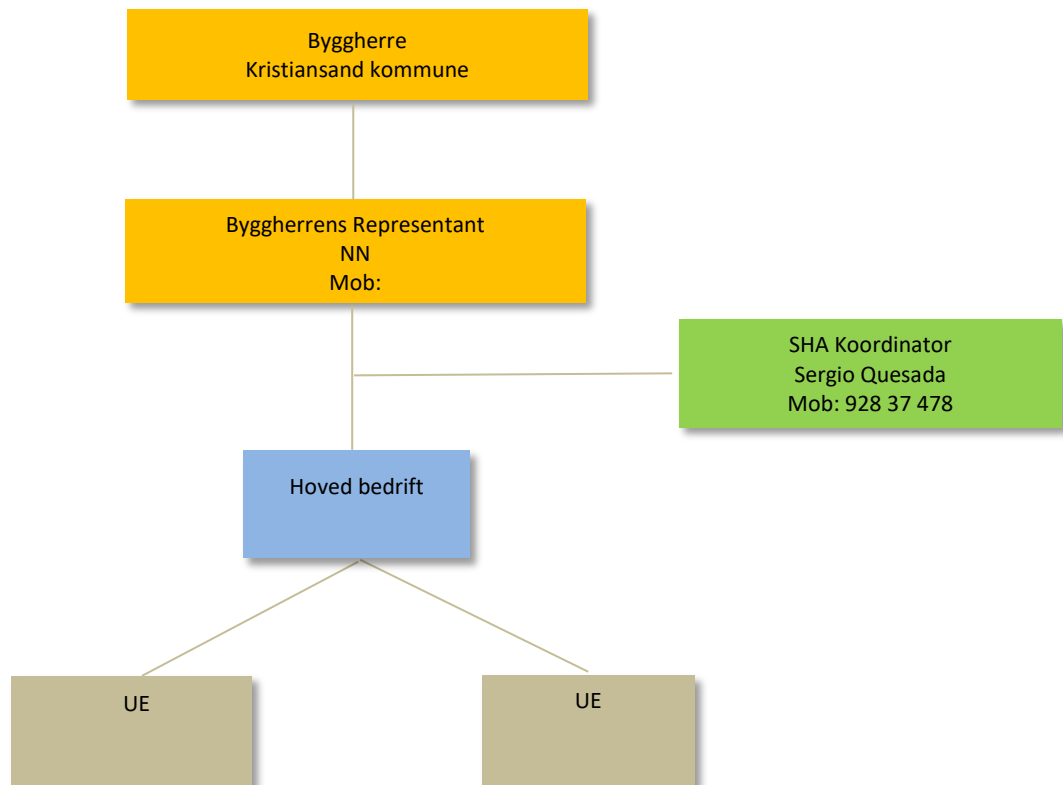 Byggherre
Kristiansand kommune
Byggherrens Representant
NN
Mob:
SHA Koordinator
Sergio Quesada
Mob: 928 37 478
Hoved bedrift
UE
UE